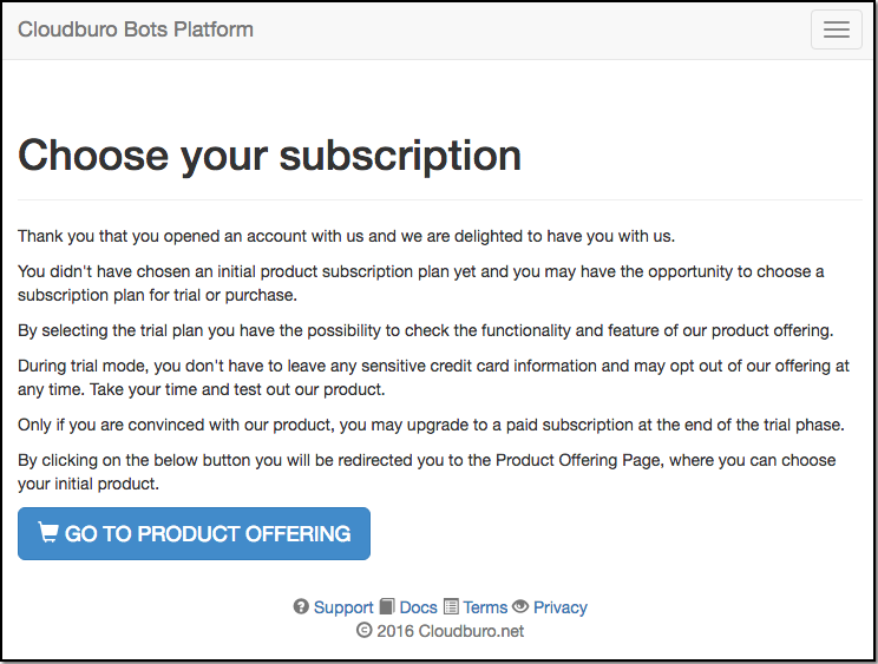 Cloudburo Bots Platform
Choose your subscription
Thank you that you opened an account with us and we are delighted to have you with us.
You didn't have chosen an initial product subscription plan yet and you may have the opportunity to choose a
subscription plan for trial or purchase.
By selecting the trial plan you have the possibility to check the functionality and feature of our product offering.
During trial mode, you don't have to leave any sensitive credit card information and may opt out of our offering at
any time. Take your time and test out our product.
Only if you are convinced with our product, you may upgrade to a paid subscription at the end of the trial phase.
By clicking on the below button you will be redirected you to the Product Offering Page, where you can choose
your initial product.
GO TO PRODUCT OFFERING
Support Docs Terms Privacy
© 2016 Cloudburo.net